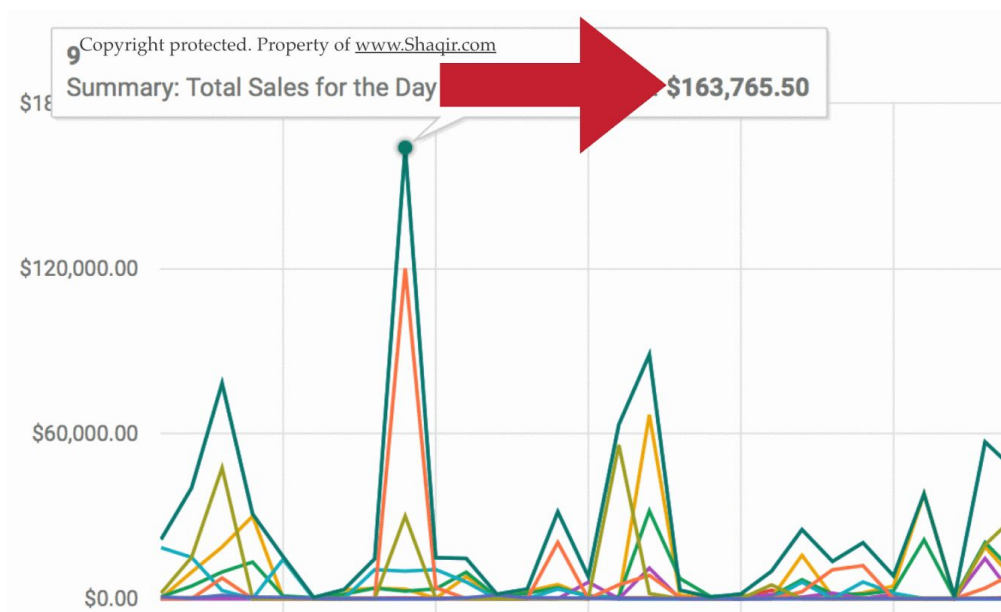 Copyright protected. Property of www.Shaqir.com
9
Summary: Total Sales for the Day $163,765.50
$18
$120,000.00
$60,000.00
$0.00